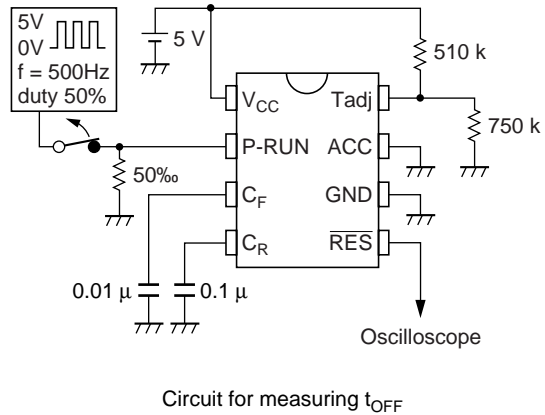 5V
0V
f = 500Hz
duty 50%
5 V
510 k
750 k
VCC
Tadj
P-RUN
ACC
50‰
CF
GND
CR
RES
0.01 μ
0.1 μ
Oscilloscope
Circuit for measuring tOFF